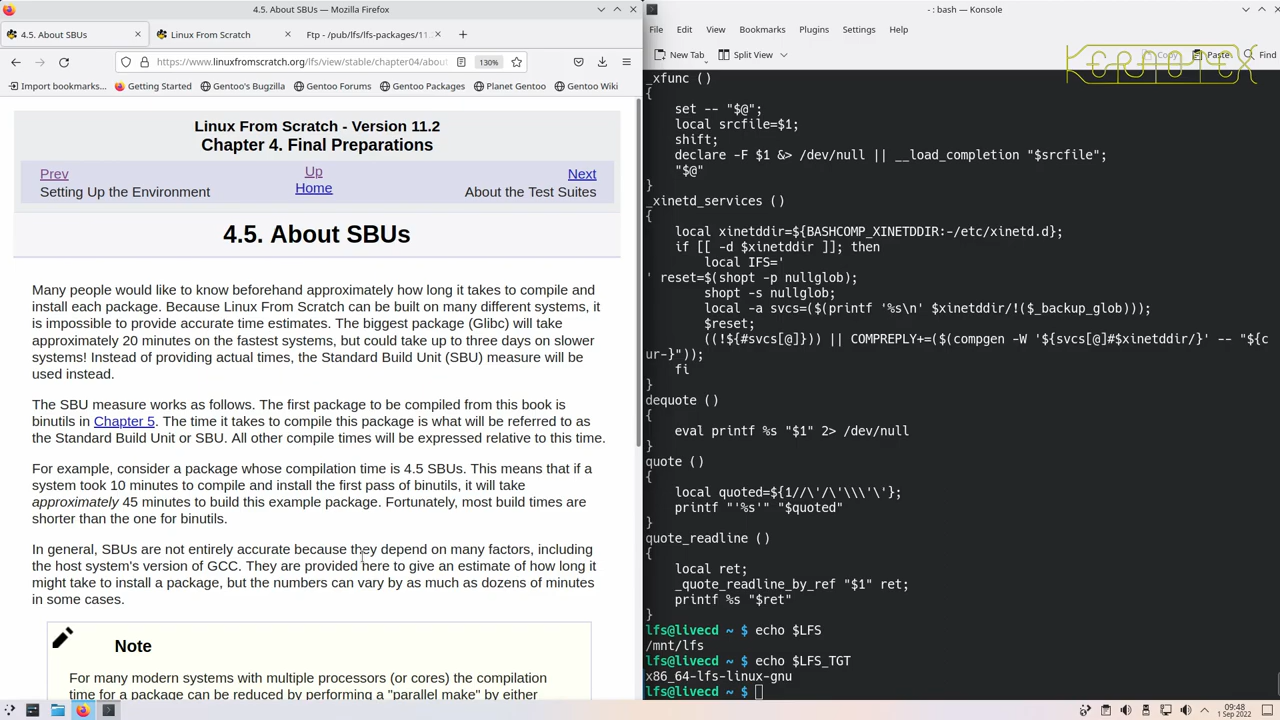 4.5. About SBUs — Mozilla Firefox
- : bash — Konsole
4.5. About SBUs
Linux From Scratch
Ftp - /pub/lfs/lfs-packages/11.
File Edit View Bookmarks Plugins Settings Help
https://www.linuxfromscratch.org/lfs/view/stable/chapter04/abou
130%
New Tab
Split View
Copy
Paste
Find
KERNOTEX
Import bookmarks...
Getting Started
Gentoo's Bugzilla
Gentoo Forums
Gentoo Packages
Planet Gentoo
Gentoo Wiki
Linux From Scratch - Version 11.2
Chapter 4. Final Preparations
Prev
Up
Next
Setting Up the Environment
Home
About the Test Suites
4.5. About SBUs
Many people would like to know beforehand approximately how long it takes to compile and
install each package. Because Linux From Scratch can be built on many different systems, it
is impossible to provide accurate time estimates. The biggest package (Glibc) will take
approximately 20 minutes on the fastest systems, but could take up to three days on slower
systems! Instead of providing actual times, the Standard Build Unit (SBU) measure will be
used instead.
The SBU measure works as follows. The first package to be compiled from this book is
binutils in Chapter 5. The time it takes to compile this package is what will be referred to as
the Standard Build Unit or SBU. All other compile times will be expressed relative to this time.
For example, consider a package whose compilation time is 4.5 SBUs. This means that if a
system took 10 minutes to compile and install the first pass of binutils, it will take
approximately 45 minutes to build this example package. Fortunately, most build times are
shorter than the one for binutils.
In general, SBUs are not entirely accurate because they depend on many factors, including
the host system's version of GCC. They are provided here to give an estimate of how long it
might take to install a package, but the numbers can vary by as much as dozens of minutes
in some cases.
Note
For many modern systems with multiple processors (or cores) the compilation
time for a package can be reduced by performing a "parallel make" by either
_xfunc ()
{
set -- "$@";
local srcfile=$1;
shift;
declare -F $1 &> /dev/null || __load_completion "$srcfile";
"$@"
}
_xinetd_services ()
{
local xinetddir=${BASHCOMP_XINETDDIR:-/etc/xinetd.d};
if [[ -d $xinetddir ]]; then
local IFS='
' reset=$(shopt -p nullglob);
shopt -s nullglob;
local -a svcs=($(printf '%s\n' $xinetddir/!($_backup_glob)));
$reset;
((!${#svcs[@]})) || COMPREPLY+=($(compgen -W '${svcs[@]#$xinetddir/}' -- "${c
ur-}"));
fi
}
dequote ()
{
eval printf %s "$1" 2> /dev/null
}
quote ()
{
local quoted=${1//\'/\'\\\'\'};
printf "'%s'" "$quoted"
}
quote_readline ()
{
local ret;
_quote_readline_by_ref "$1" ret;
printf %s "$ret"
}
lfs@livecd ~ $ echo $LFS
/mnt/lfs
lfs@livecd ~ $ echo $LFS_TGT
x86_64-lfs-linux-gnu
lfs@livecd ~ $
09:48
1 Sep 2022